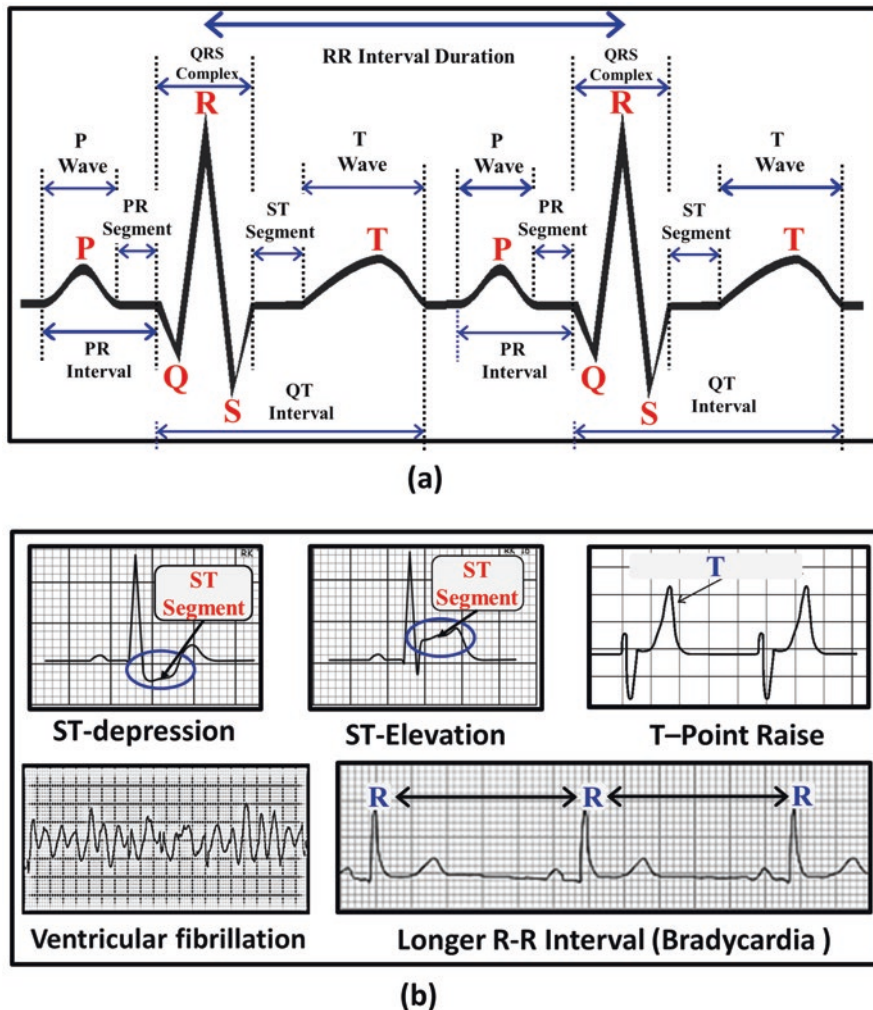 RR Interval Duration
QRS
Complex
R
P
Wave
PR
Segment
P
ST
Segment
T
Wave
T
PR
Interval
Q
S
QT
Interval
QRS
Complex
R
P
Wave
PR
Segment
P
ST
Segment
T
Wave
T
PR
Interval
Q
S
QT
Interval
(a)
RK
ST
Segment
ST-depression
ST
Segment
ST-Elevation
T
T–Point Raise
Ventricular fibrillation
R
R
R
Longer R-R Interval (Bradycardia )
(b)